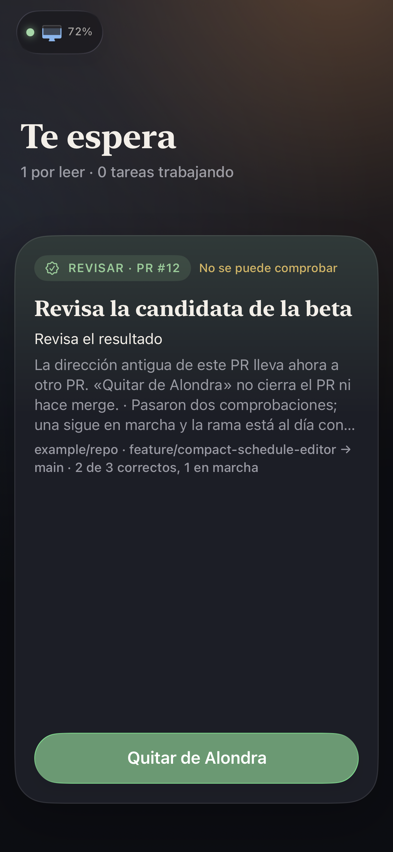 72%
Te espera
1 por leer · 0 tareas trabajando
REVISAR · PR #12
No se puede comprobar
Revisa la candidata de la beta
Revisa el resultado
La dirección antigua de este PR lleva ahora a
otro PR. «Quitar de Alondra» no cierra el PR ni
hace merge. · Pasaron dos comprobaciones;
una sigue en marcha y la rama está al día con…
example/repo · feature/compact-schedule-editor →
main · 2 de 3 correctos, 1 en marcha
Quitar de Alondra